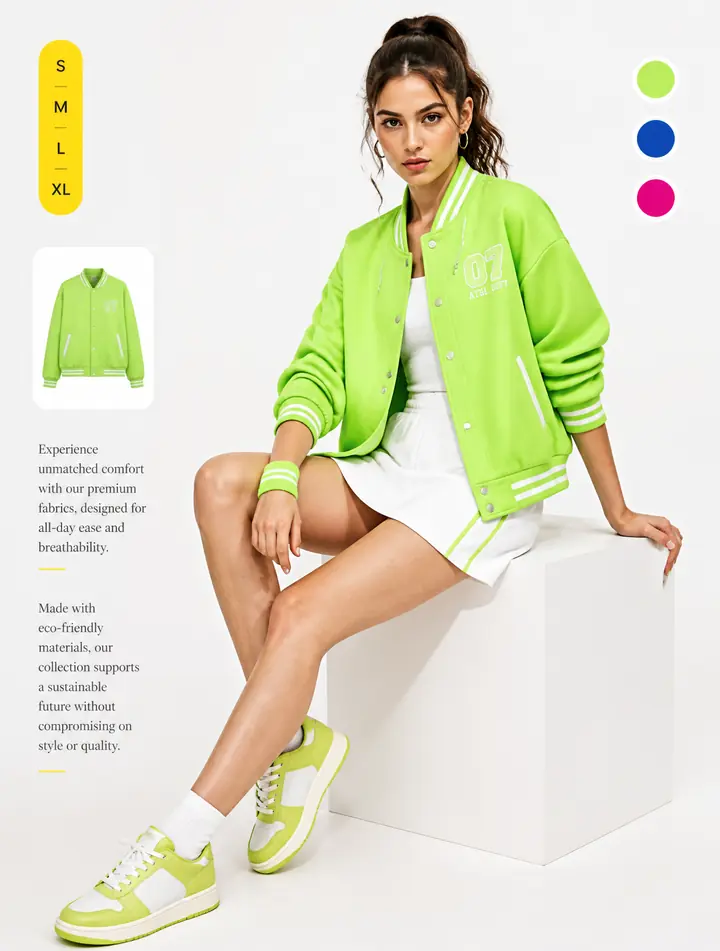 S
M
L
XL
07
Experience
unmatched comfort
with our premium
fabrics, designed for
all-day ease and
breathability.
Made with
eco-friendly
materials, our
collection supports
a sustainable
future without
compromising on
style or quality.